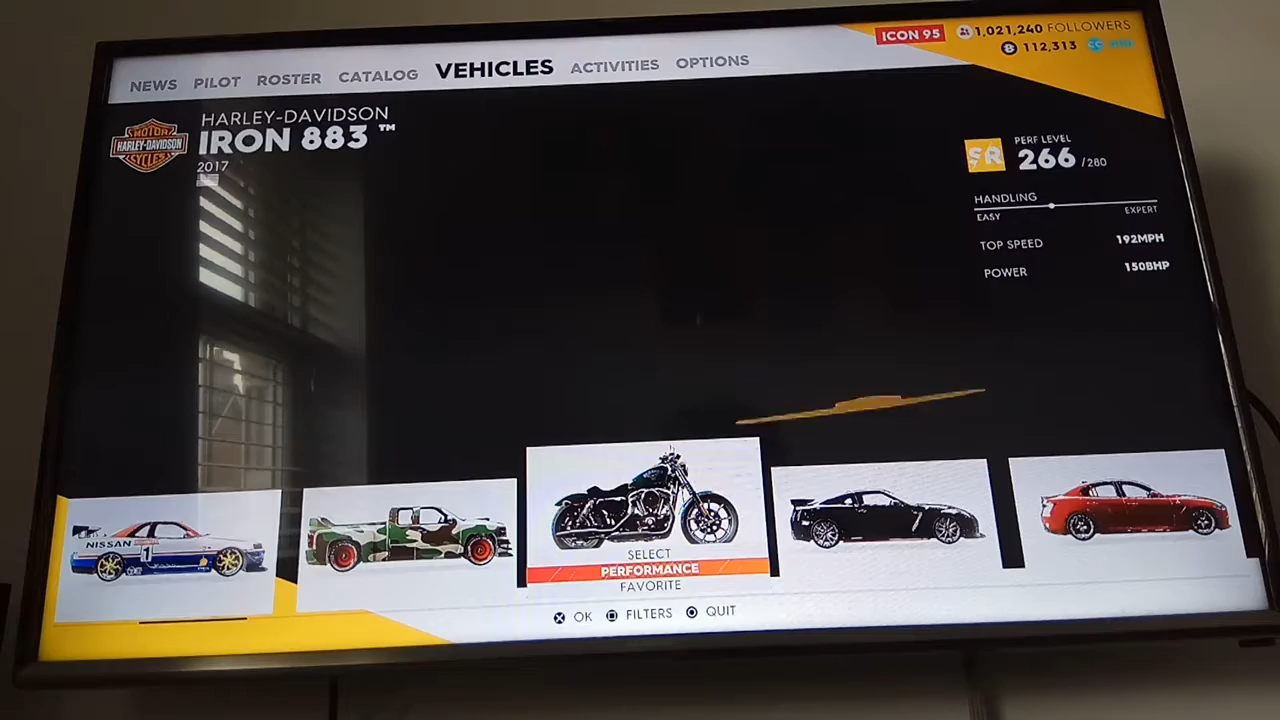 ICON 95 1,021,240 FOLLOWERS
112,313 CC
NEWS PILOT ROSTER CATALOG VEHICLES ACTIVITIES OPTIONS
MOTOR
HARLEY-DAVIDSON
CYCLES
HARLEY-DAVIDSON
IRON 883 ™
2017
SR PERF LEVEL
266 /280
HANDLING
EASY EXPERT
TOP SPEED 192MPH
POWER 150BHP
NISSAN
1
SELECT
PERFORMANCE
FAVORITE
OK FILTERS QUIT